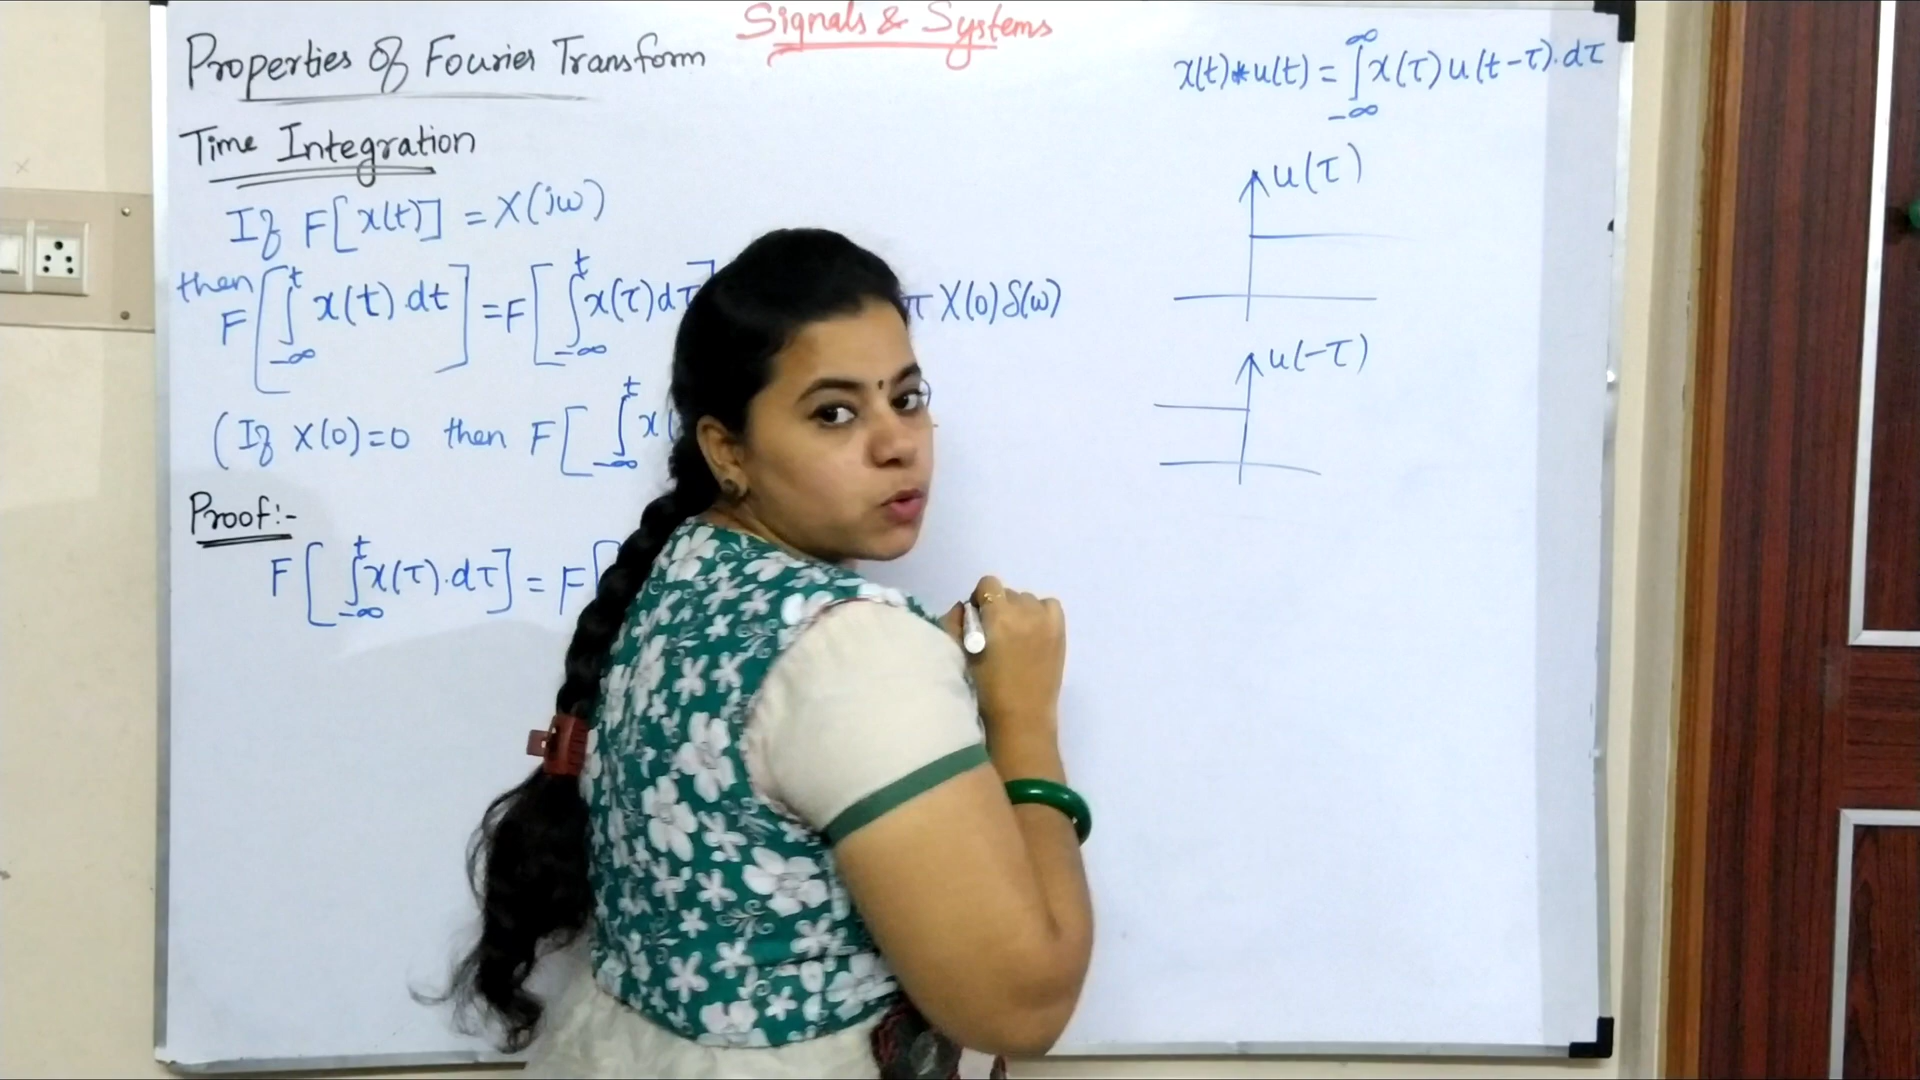 Signals & Systems
Properties Of Fourier Transform
Time Integration
If F[x(t)] = X(jω)
then F[∫_{-∞}^{t} x(t) dt] = F[∫_{-∞}^{t} x(τ) dτ] π X(0) δ(ω)
(If X(0)=0 then F[∫_{-∞}^{t} x(
Proof:-
F[∫_{-∞}^{t} x(τ).dτ] = F[
x(t)*u(t) = ∫_{-∞}^{∞} x(τ) u(t-τ).dτ
u(τ)
u(-τ)